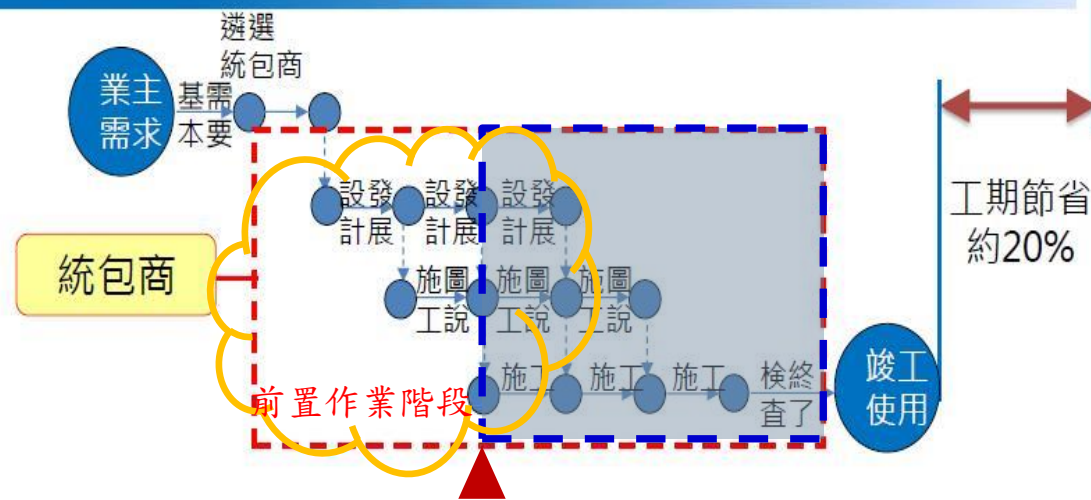 遴選
統包商
業主
需求
基需
本要
設發
計展
設發
計展
設發
計展
工期節省
約20%
統包商
施圖
工說
施圖
工說
施圖
工說
前置作業階段
施工
施工
施工
檢終
查了
竣工
使用